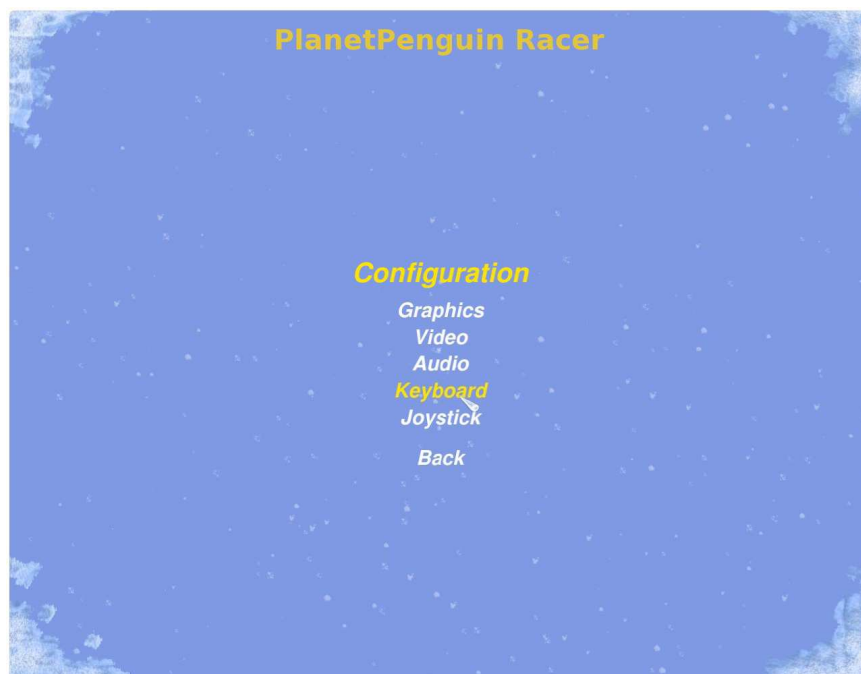 PlanetPenguin Racer
Configuration
Graphics
Video
Audio
Keyboard
Joystick
Back